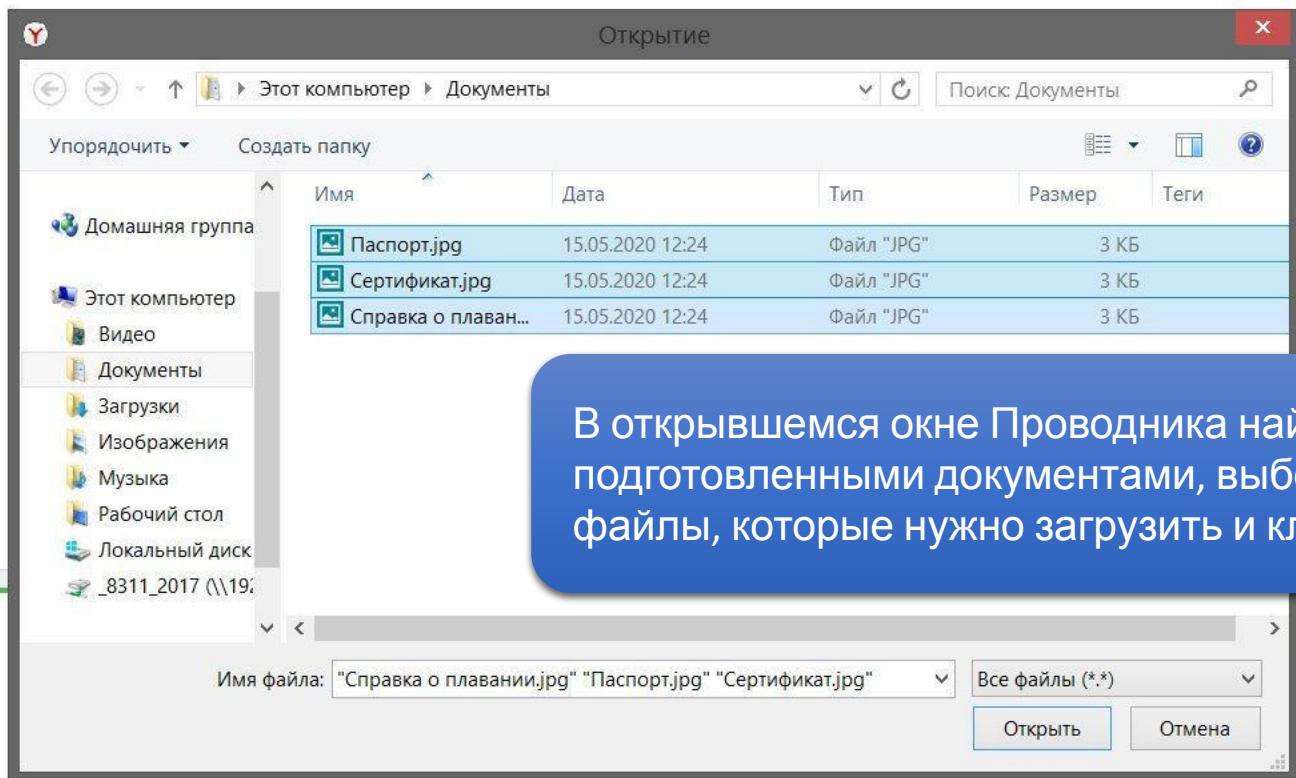 Открытие
Этот компьютер Документы Поиск: Документы
Упорядочить Создать папку
Имя Дата Тип Размер Теги
Домашняя группа
Паспорт.jpg 15.05.2020 12:24 Файл "JPG" 3 КБ
Сертификат.jpg 15.05.2020 12:24 Файл "JPG" 3 КБ
Справка о плаван... 15.05.2020 12:24 Файл "JPG" 3 КБ
Этот компьютер
Видео
Документы
Загрузки
Изображения
Музыка
Рабочий стол
Локальный диск
_8311_2017 (\\192
В открывшемся окне Проводника
подготовленными документами,
файлы, которые нужно загрузить и
Имя файла: "Справка о плавании.jpg" "Паспорт.jpg" "Сертификат.jpg" Все файлы (*.*)
Открыть Отмена